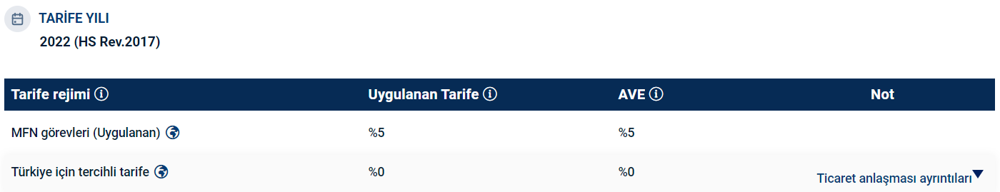 TARİFE YILI
2022 (HS Rev.2017)
Tarife rejimi Uygulanan Tarife AVE Not
MFN görevleri (Uygulanan) %5 %5
Türkiye için tercihli tarife %0 %0 Ticaret anlaşması ayrıntıları